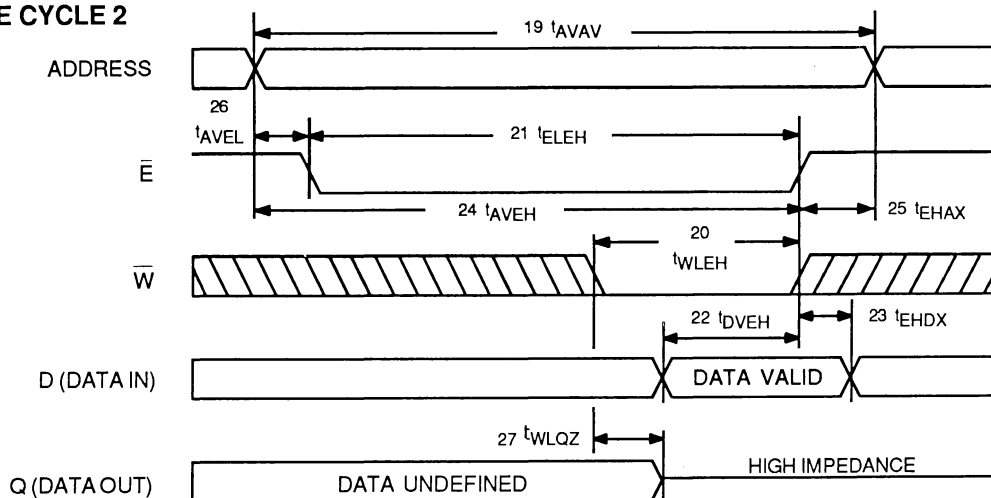 E CYCLE 2
19 tAVAV
ADDRESS
26
tAVEL
21 tELEH
E̅
24 tAVEH
25 tEHAX
20
tWLEH
W̅
22 tDVEH
23 tEHDX
D (DATA IN)
DATA VALID
27 tWLQZ
HIGH IMPEDANCE
Q (DATA OUT)
DATA UNDEFINED